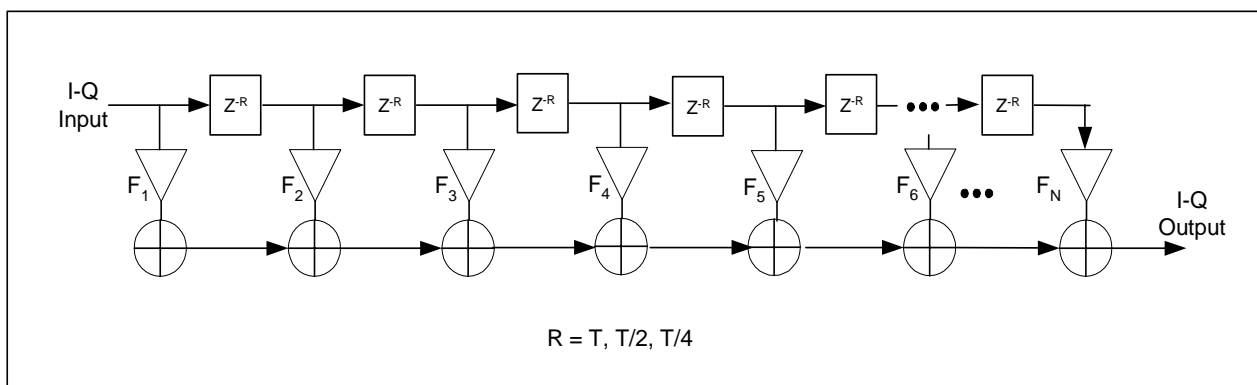 I-Q
Input
Z-R
Z-R
Z-R
Z-R
Z-R
•••
Z-R
F1
F2
F3
F4
F5
F6
•••
FN
I-Q
Output
R = T, T/2, T/4